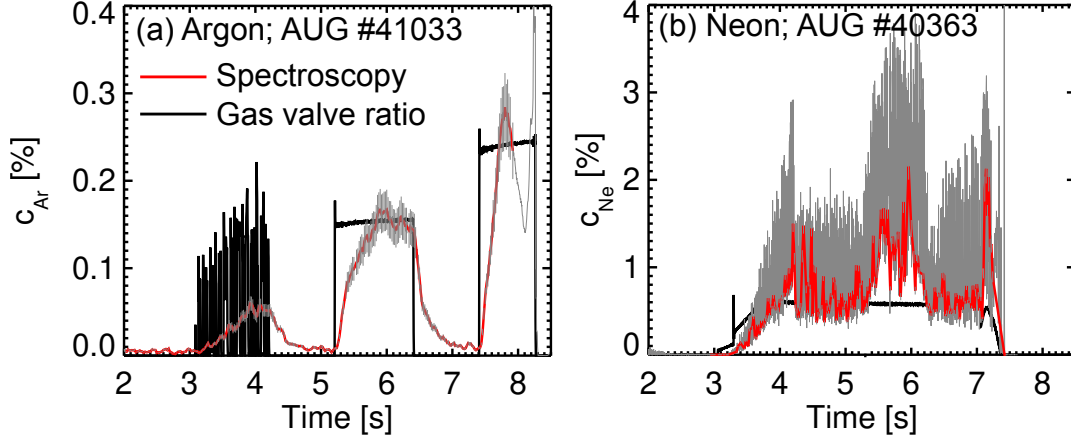 (a) Argon; AUG #41033
Spectroscopy
Gas valve ratio
c_Ar [%]
0.4
0.3
0.2
0.1
0.0
2 3 4 5 6 7 8
Time [s]
(b) Neon; AUG #40363
c_Ne [%]
4
3
2
1
0
2 3 4 5 6 7 8
Time [s]